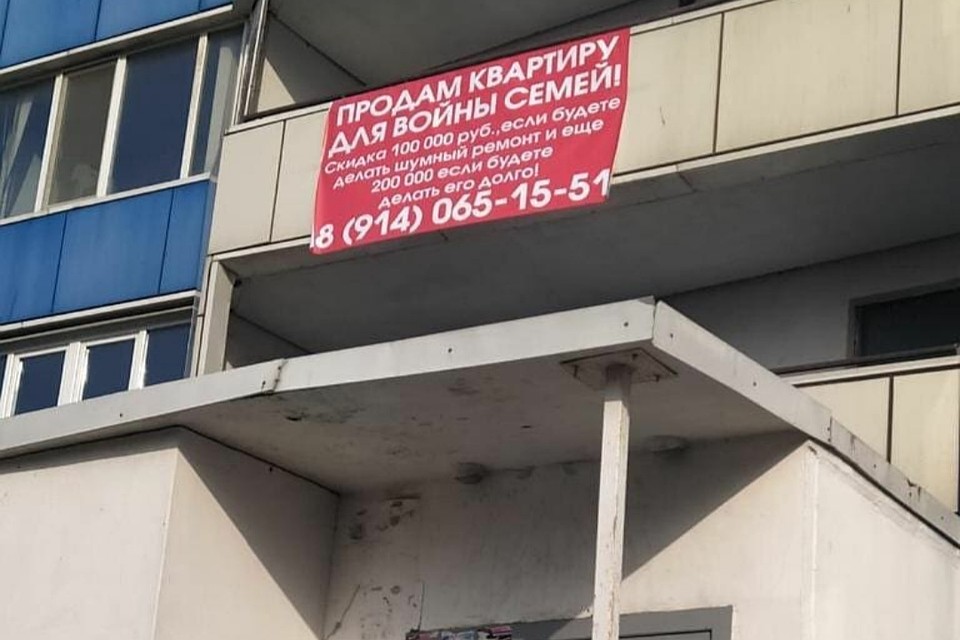 ПРОДАМ КВАРТИРУ
ДЛЯ ВОЙНЫ СЕМЕЙ!
Скидка 100 000 руб.,если будете
делать шумный ремонт и еще
200 000 если будете
делать его долго!
8 (914) 065-15-51